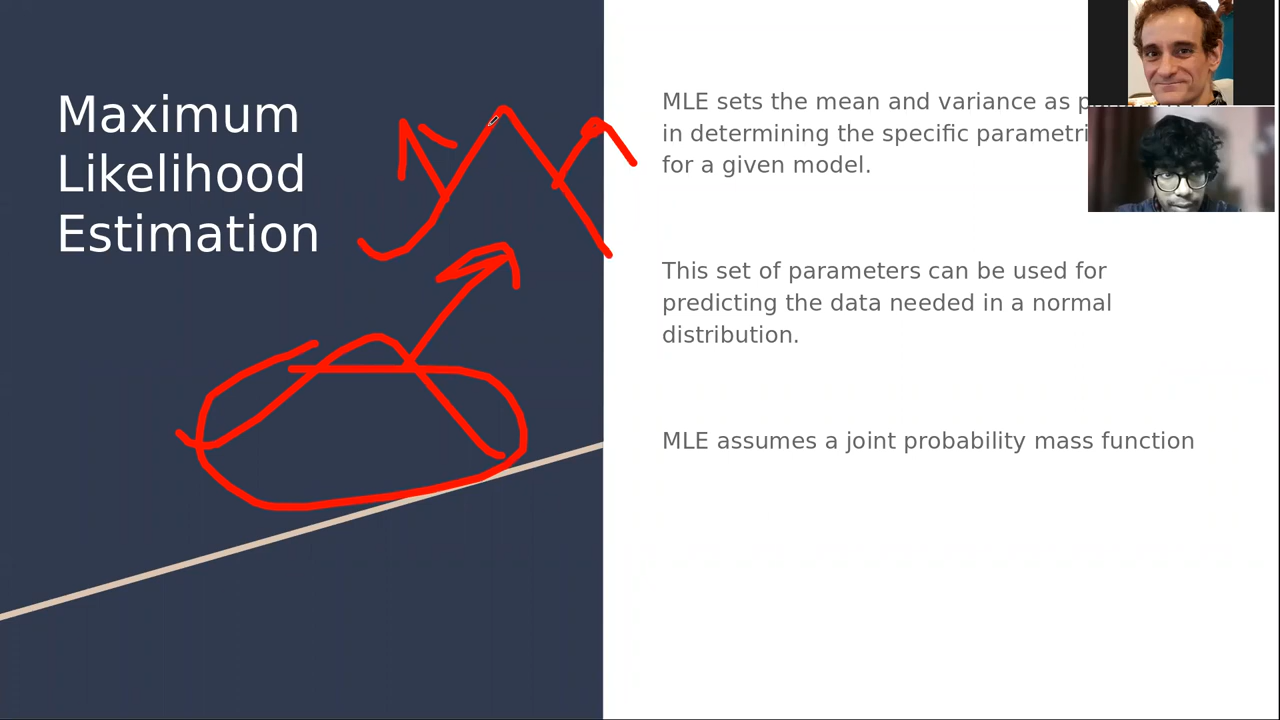 Maximum
Likelihood
Estimation
MLE sets the mean and variance as
in determining the specific
for a given model.
This set of parameters can be used for
predicting the data needed in a normal
distribution.
MLE assumes a joint probability mass function